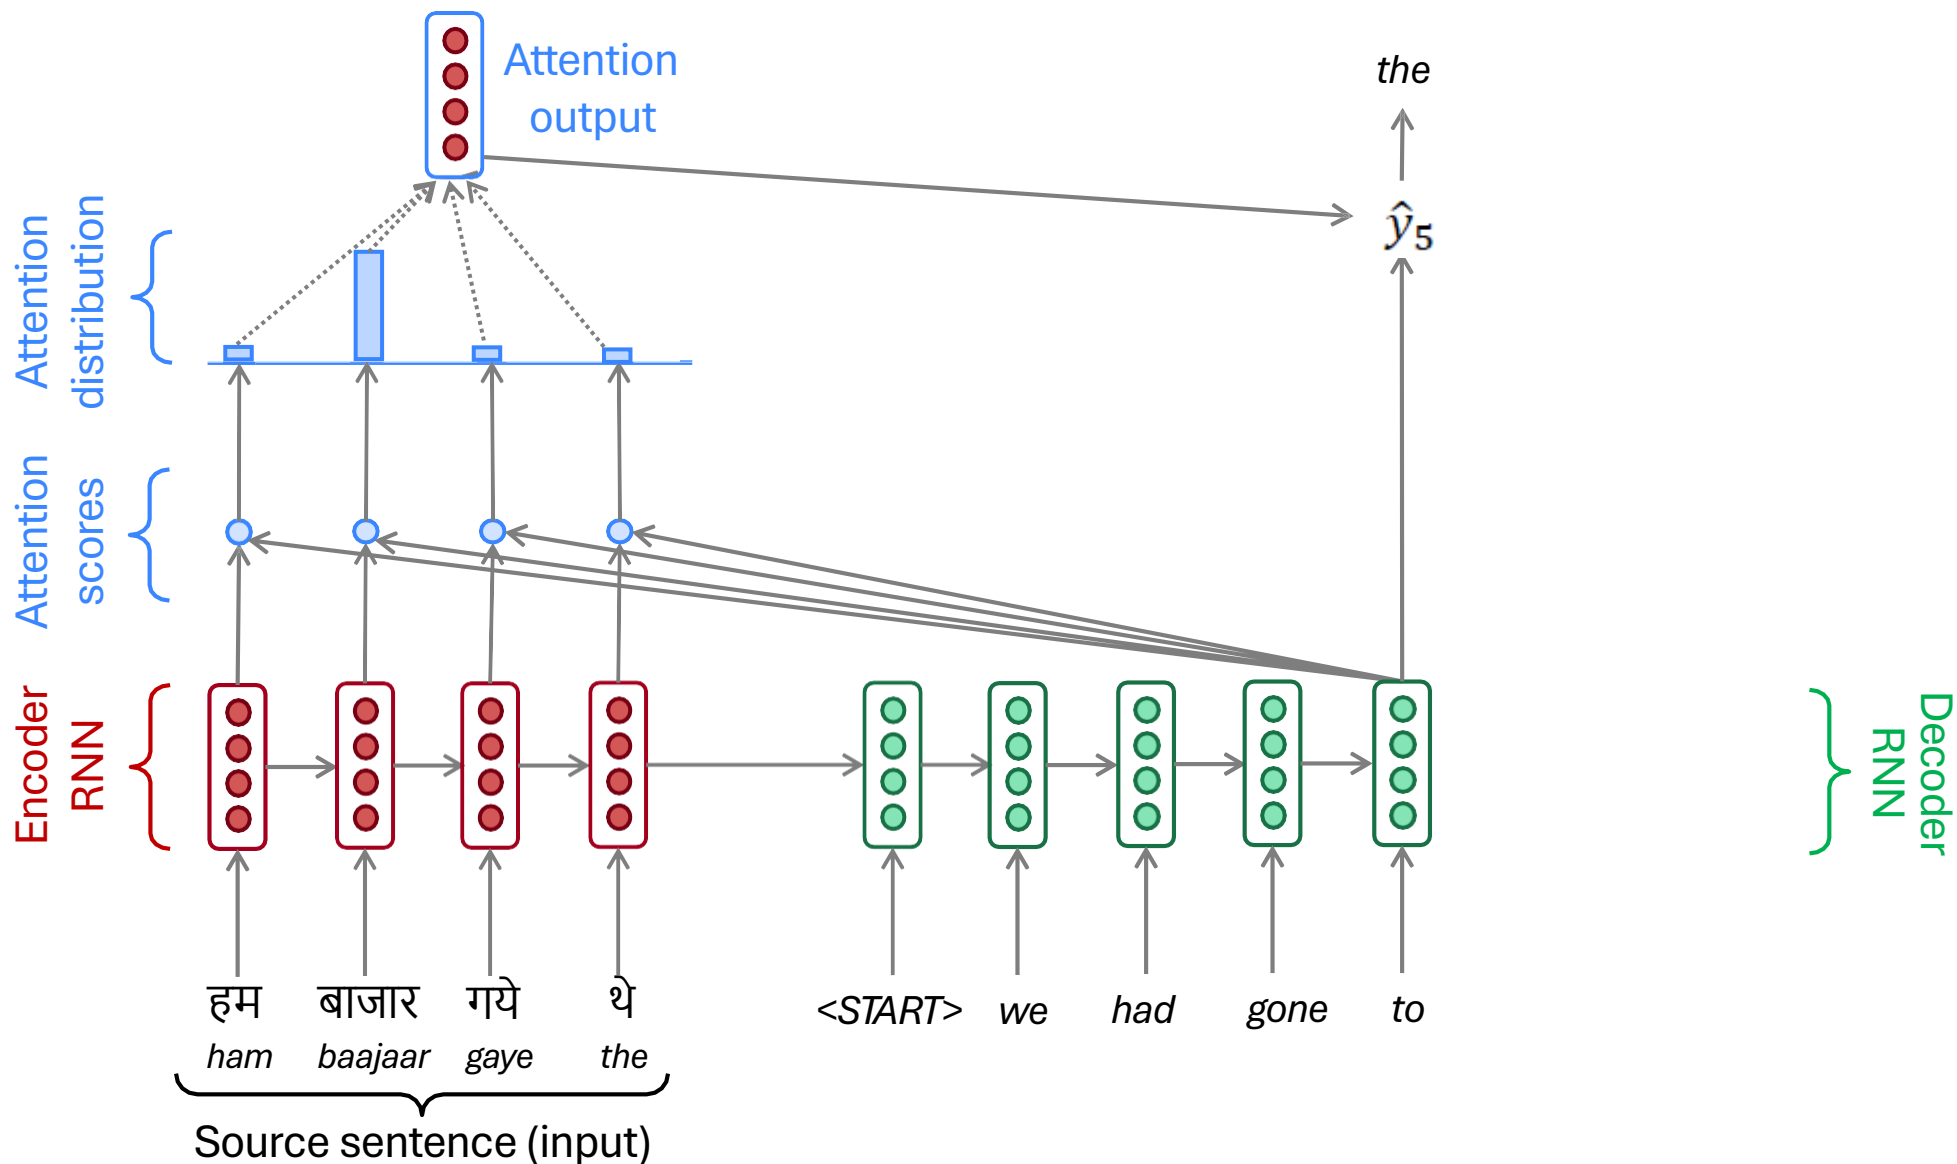 Attention
output
the
ŷ5
Attention
distribution
Attention
scores
Encoder
RNN
Decoder
RNN
हम बाजार गये थे
ham baajaar gaye the
<START> we had gone to
Source sentence (input)